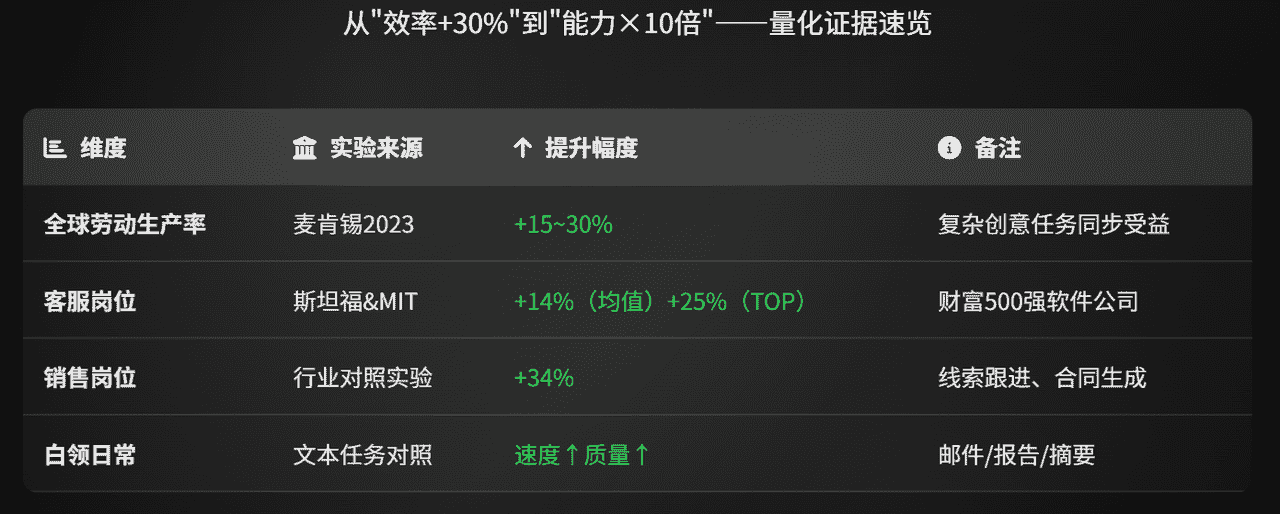 从"效率+30%"到"能力×10倍"——量化证据速览
维度 实验来源 提升幅度 备注
全球劳动生产率 麦肯锡2023 +15~30% 复杂创意任务同步受益
客服岗位 斯坦福&MIT +14%（均值）+25%（TOP） 财富500强软件公司
销售岗位 行业对照实验 +34% 线索跟进、合同生成
白领日常 文本任务对照 速度↑质量↑ 邮件/报告/摘要